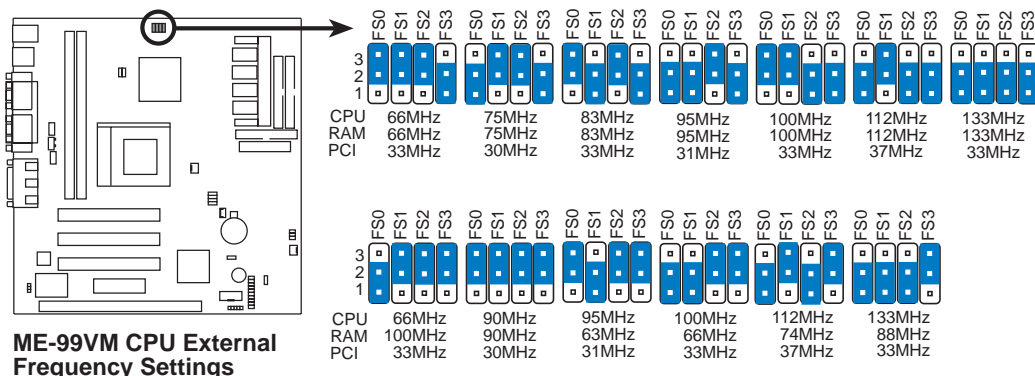 FS0 FS1 FS2 FS3 FS0 FS1 FS2 FS3 FS0 FS1 FS2 FS3 FS0 FS1 FS2 FS3 FS0 FS1 FS2 FS3 FS0 FS1 FS2 FS3 FS0 FS1 FS2 FS3
3
2
1
CPU 66MHz 75MHz 83MHz 95MHz 100MHz 112MHz 133MHz
RAM 66MHz 75MHz 83MHz 95MHz 100MHz 112MHz 133MHz
PCI 33MHz 30MHz 33MHz 31MHz 33MHz 37MHz 33MHz
FS0 FS1 FS2 FS3 FS0 FS1 FS2 FS3 FS0 FS1 FS2 FS3 FS0 FS1 FS2 FS3 FS0 FS1 FS2 FS3 FS0 FS1 FS2 FS3
3
2
1
CPU 66MHz 90MHz 95MHz 100MHz 112MHz 133MHz
RAM 100MHz 90MHz 63MHz 66MHz 74MHz 88MHz
PCI 33MHz 30MHz 31MHz 33MHz 37MHz 33MHz
ME-99VM CPU External
Frequency Settings